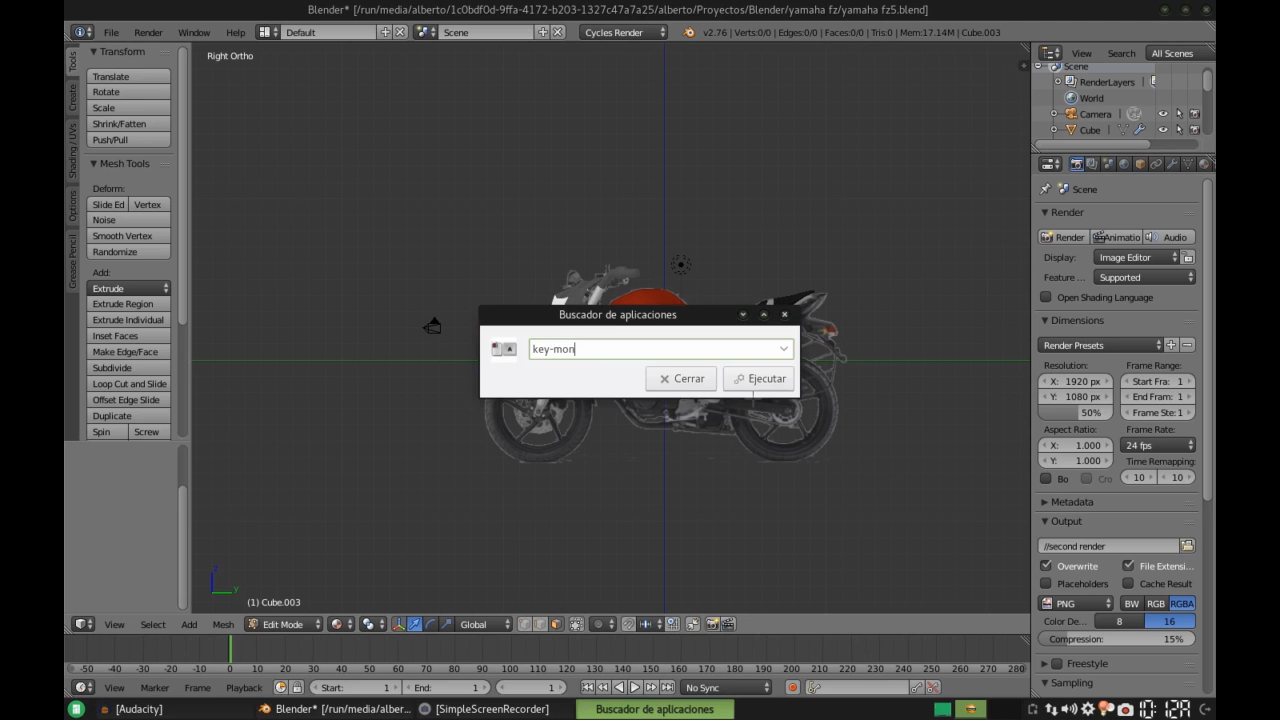 Blender* [/run/media/alberto/1c0bdf0d-9ffa-4172-b203-1327c47a7a25/alberto/Proyectos/Blender/yamaha fz/yamaha fz5.blend]
File Render Window Help Default Scene Cycles Render v2.76 | Verts:0/0 | Edges:0/0 | Faces:0/0 | Tris:0 | Mem:17.14M | Cube.003
View Search All Scenes
Tools
Create
Shading / UVs
Options
Grease Pencil
Transform
Translate
Rotate
Scale
Shrink/Fatten
Push/Pull
Mesh Tools
Deform:
Slide Ed Vertex
Noise
Smooth Vertex
Randomize
Add:
Extrude
Extrude Region
Extrude Individual
Inset Faces
Make Edge/Face
Subdivide
Loop Cut and Slide
Offset Edge Slide
Duplicate
Spin Screw
Right Ortho
Buscador de aplicaciones
key-mon
Cerrar Ejecutar
z
y
(1) Cube.003
Scene
RenderLayers
World
Camera
Cube
Scene
Render
Render Animatio Audio
Display: Image Editor
Feature ... Supported
Open Shading Language
Dimensions
Render Presets
Resolution: Frame Range:
X: 1920 px Start Fra: 1
Y: 1080 px End Fram: 1
50% Frame Ste: 1
Aspect Ratio: Frame Rate:
X: 1.000 24 fps
Y: 1.000 Time Remapping:
Bo Cro 10 10
Metadata
Output
//second render
Overwrite File Extensi...
Placeholders Cache Result
PNG BW RGB RGBA
Color De... 8 16
Compression: 15%
Freestyle
Sampling
View Select Add Mesh Edit Mode Global
-50 -40 -30 -20 -10 0 10 20 30 40 50 60 70 80 90 100 110 120 130 140 150 160 170 180 190 200 210 220 230 240 250 260 270 280
View Marker Frame Playback Start: 1 End: 1 1 No Sync
[Audacity] Blender* [/run/media/alber... [SimpleScreenRecorder] Buscador de aplicaciones